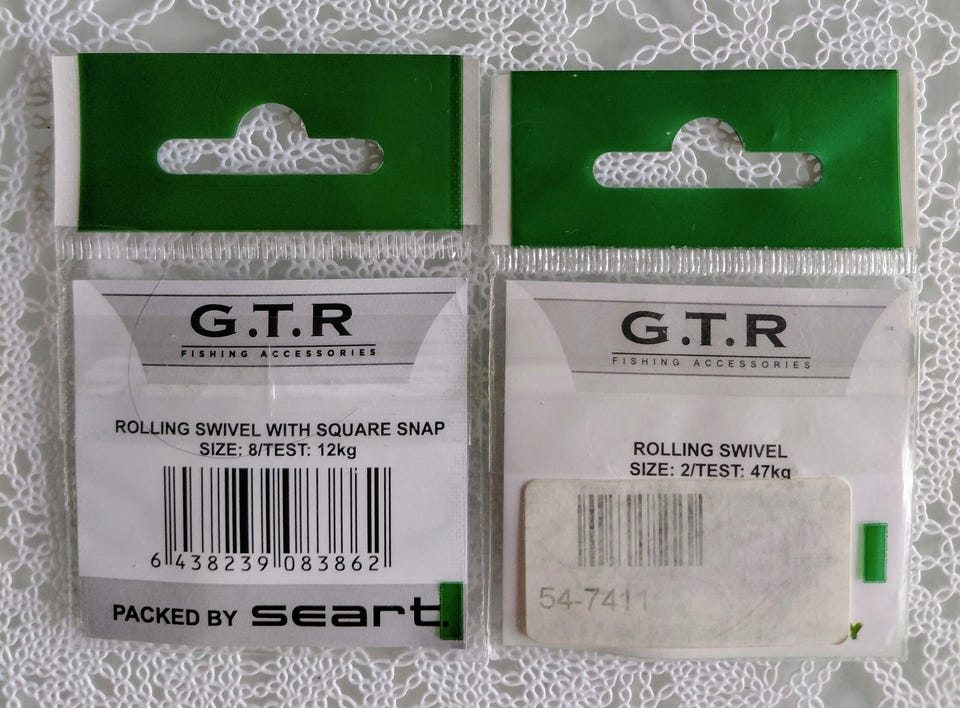 G.T.R
FISHING ACCESSORIES
ROLLING SWIVEL WITH SQUARE SNAP
SIZE: 8/TEST: 12kg
6 438239 083862
PACKED BY seart.
G.T.R
FISHING ACCESSORIES
ROLLING SWIVEL
SIZE: 2/TEST: 47kg
54-7411